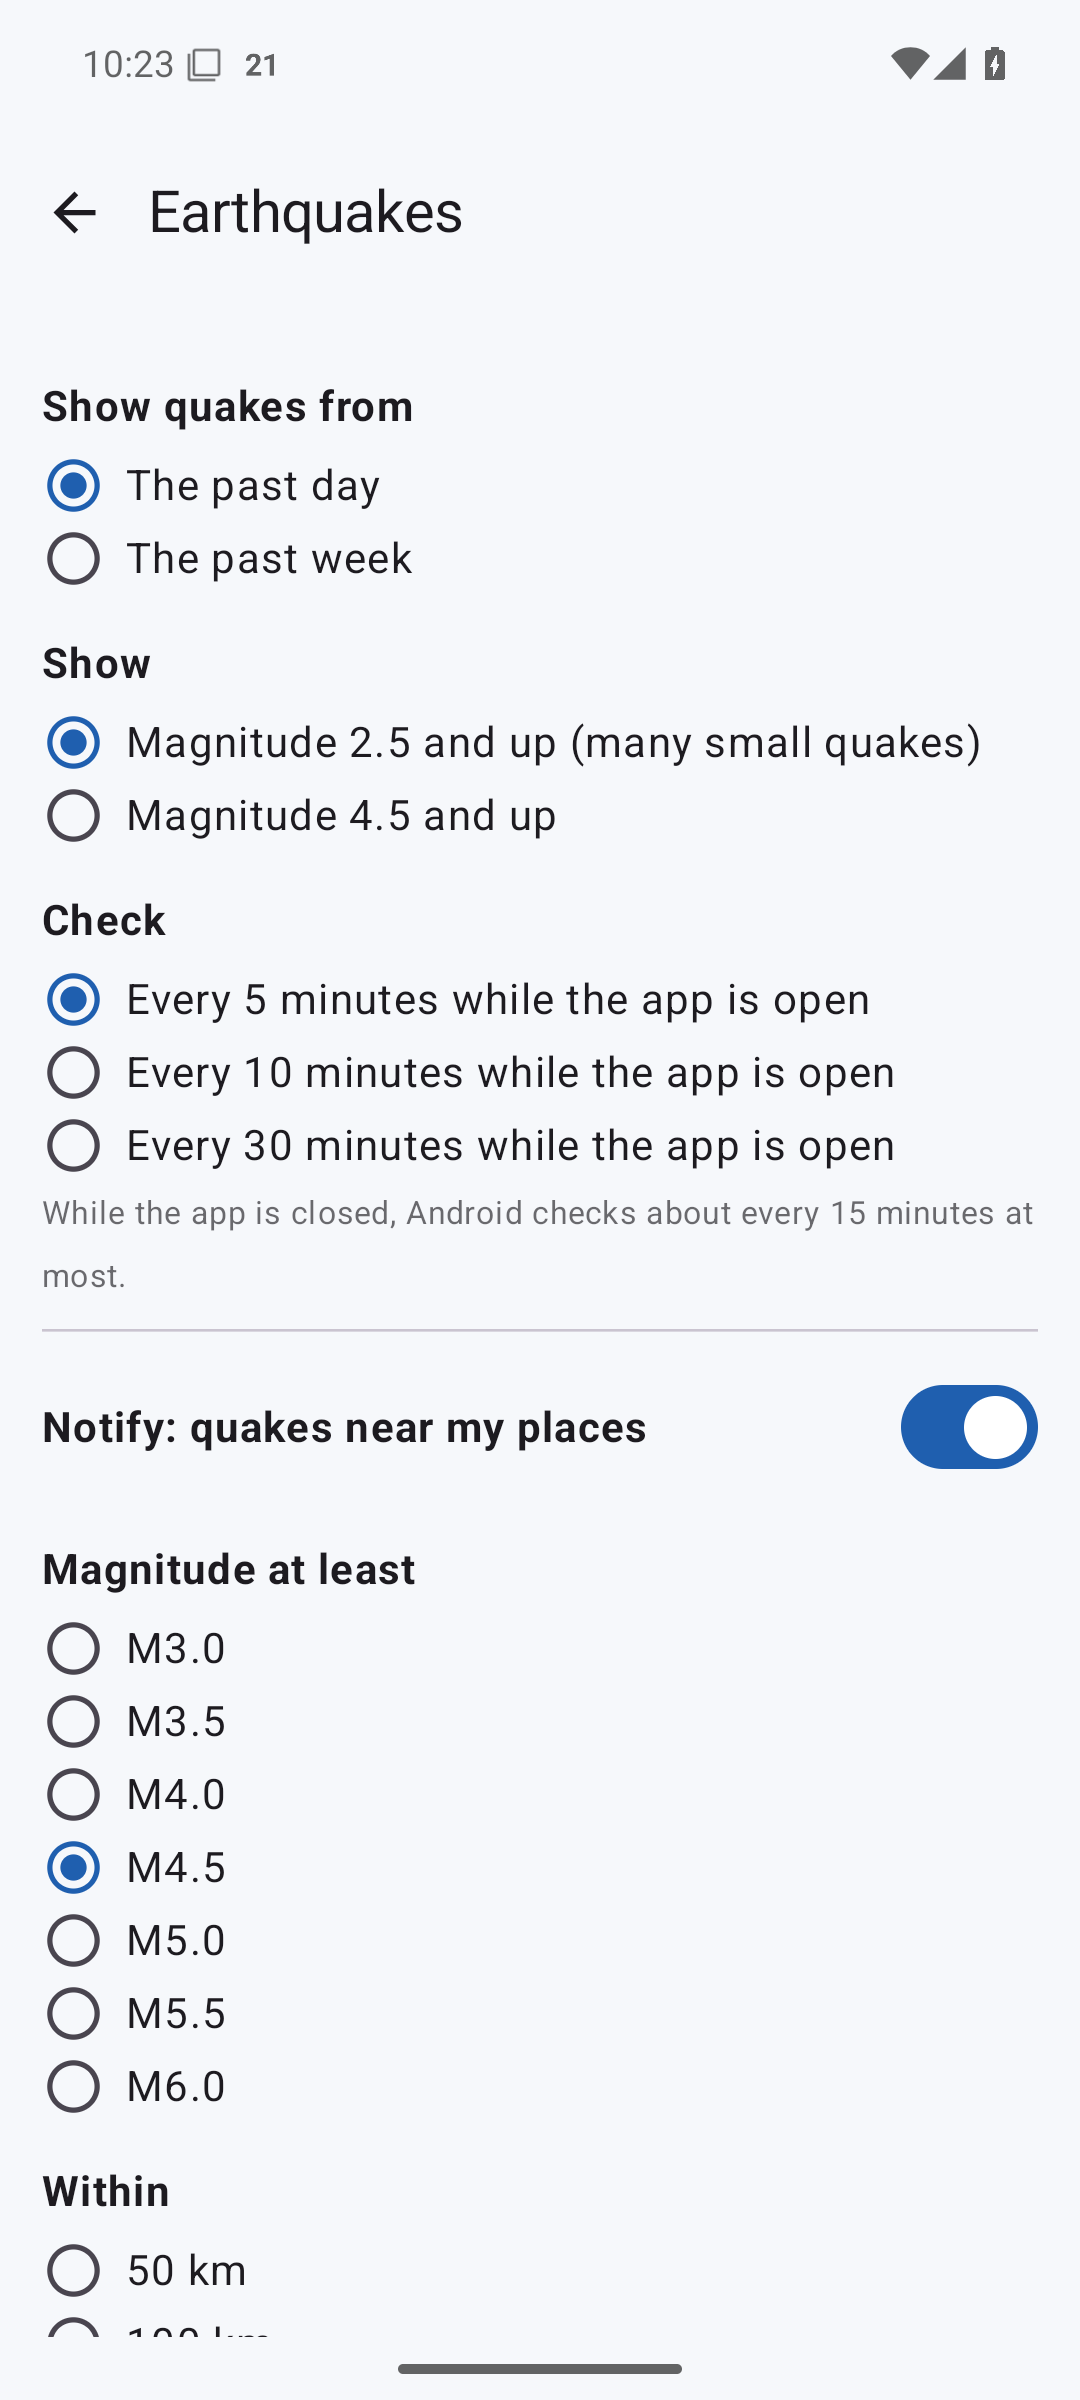 10:23 21
Earthquakes
Show quakes from
The past day
The past week
Show
Magnitude 2.5 and up (many small quakes)
Magnitude 4.5 and up
Check
Every 5 minutes while the app is open
Every 10 minutes while the app is open
Every 30 minutes while the app is open
While the app is closed, Android checks about every 15 minutes at
most.
Notify: quakes near my places
Magnitude at least
M3.0
M3.5
M4.0
M4.5
M5.0
M5.5
M6.0
Within
50 km